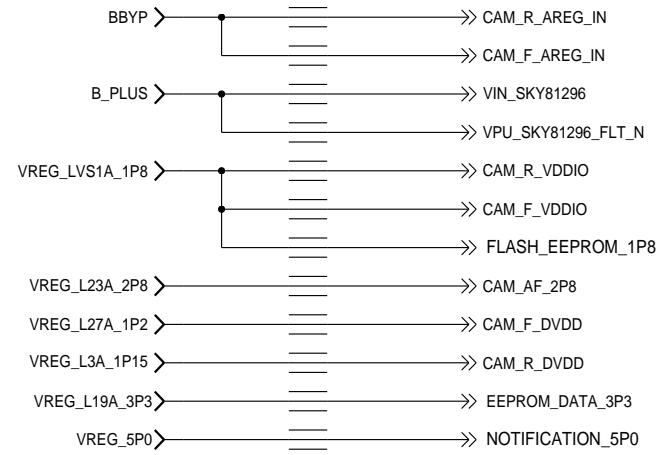 BBYP CAM_R_AREG_IN
CAM_F_AREG_IN
B_PLUS VIN_SKY81296
VPU_SKY81296_FLT_N
VREG_LVS1A_1P8 CAM_R_VDDIO
CAM_F_VDDIO
FLASH_EEPROM_1P8
VREG_L23A_2P8 CAM_AF_2P8
VREG_L27A_1P2 CAM_F_DVDD
VREG_L3A_1P15 CAM_R_DVDD
VREG_L19A_3P3 EEPROM_DATA_3P3
VREG_5P0 NOTIFICATION_5P0